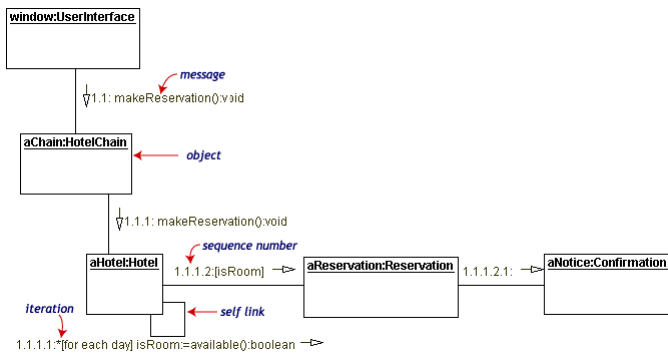 window:UserInterface
message
1.1: makeReservation():void
aChain:HotelChain
object
1.1.1: makeReservation():void
sequence number
aHotel:Hotel
1.1.1.2:[isRoom]
aReservation:Reservation
1.1.1.2.1:
aNotice:Confirmation
iteration
self link
1.1.1.1:*[for each day] isRoom:=available():boolean